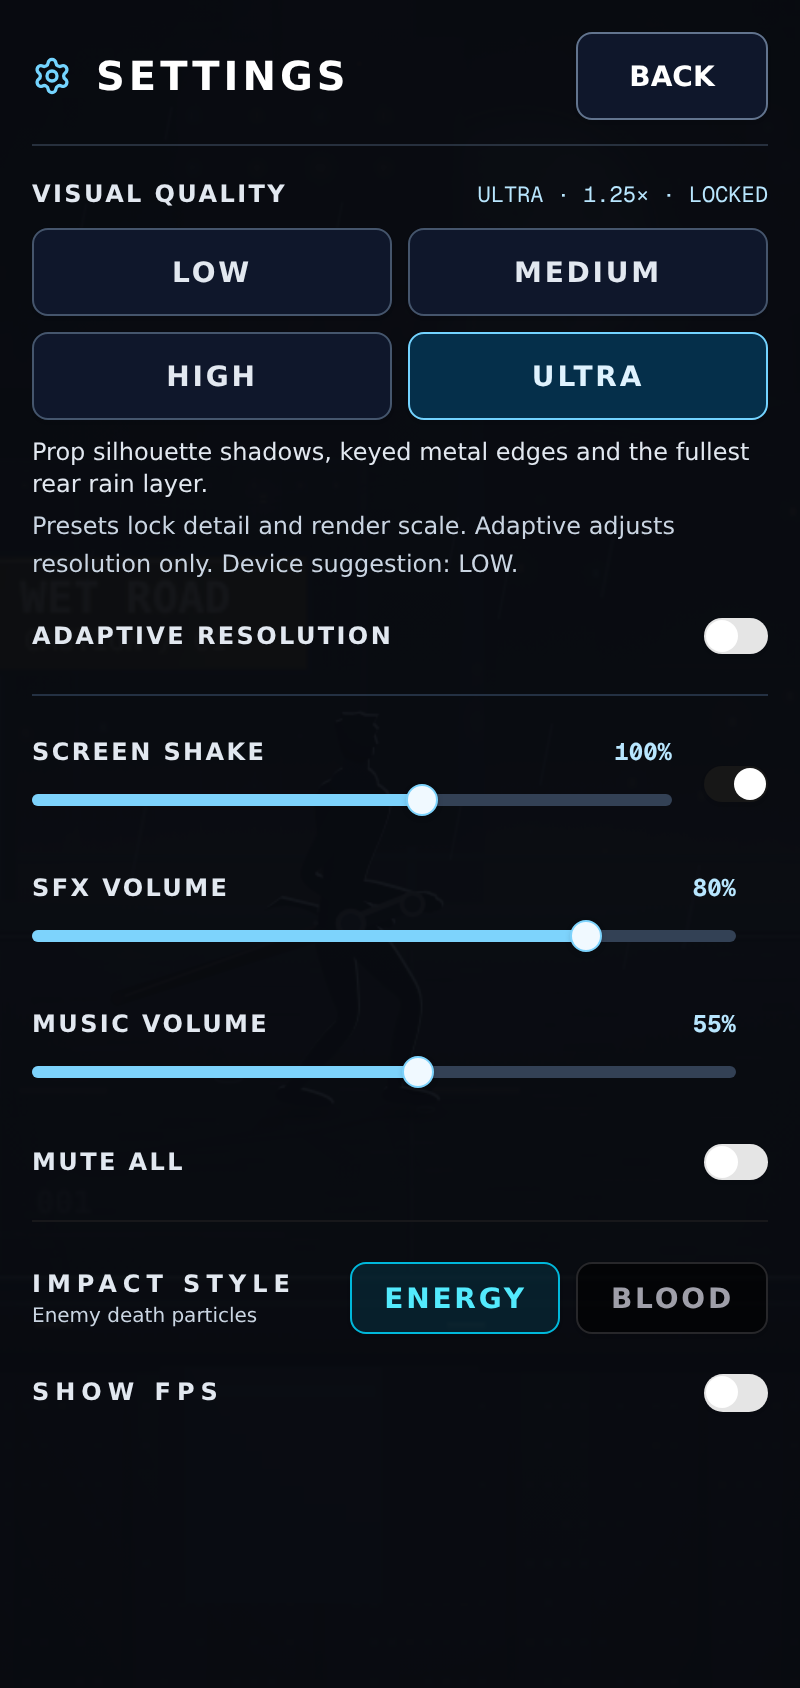 SETTINGS
BACK
VISUAL QUALITY
ULTRA · 1.25× · LOCKED
LOW
MEDIUM
HIGH
ULTRA
Prop silhouette shadows, keyed metal edges and the fullest
rear rain layer.
Presets lock detail and render scale. Adaptive adjusts
resolution only. Device suggestion: LOW.
WET ROAD
ADAPTIVE RESOLUTION
SCREEN SHAKE
100%
SFX VOLUME
80%
MUSIC VOLUME
55%
MUTE ALL
IMPACT STYLE
Enemy death particles
ENERGY
BLOOD
SHOW FPS